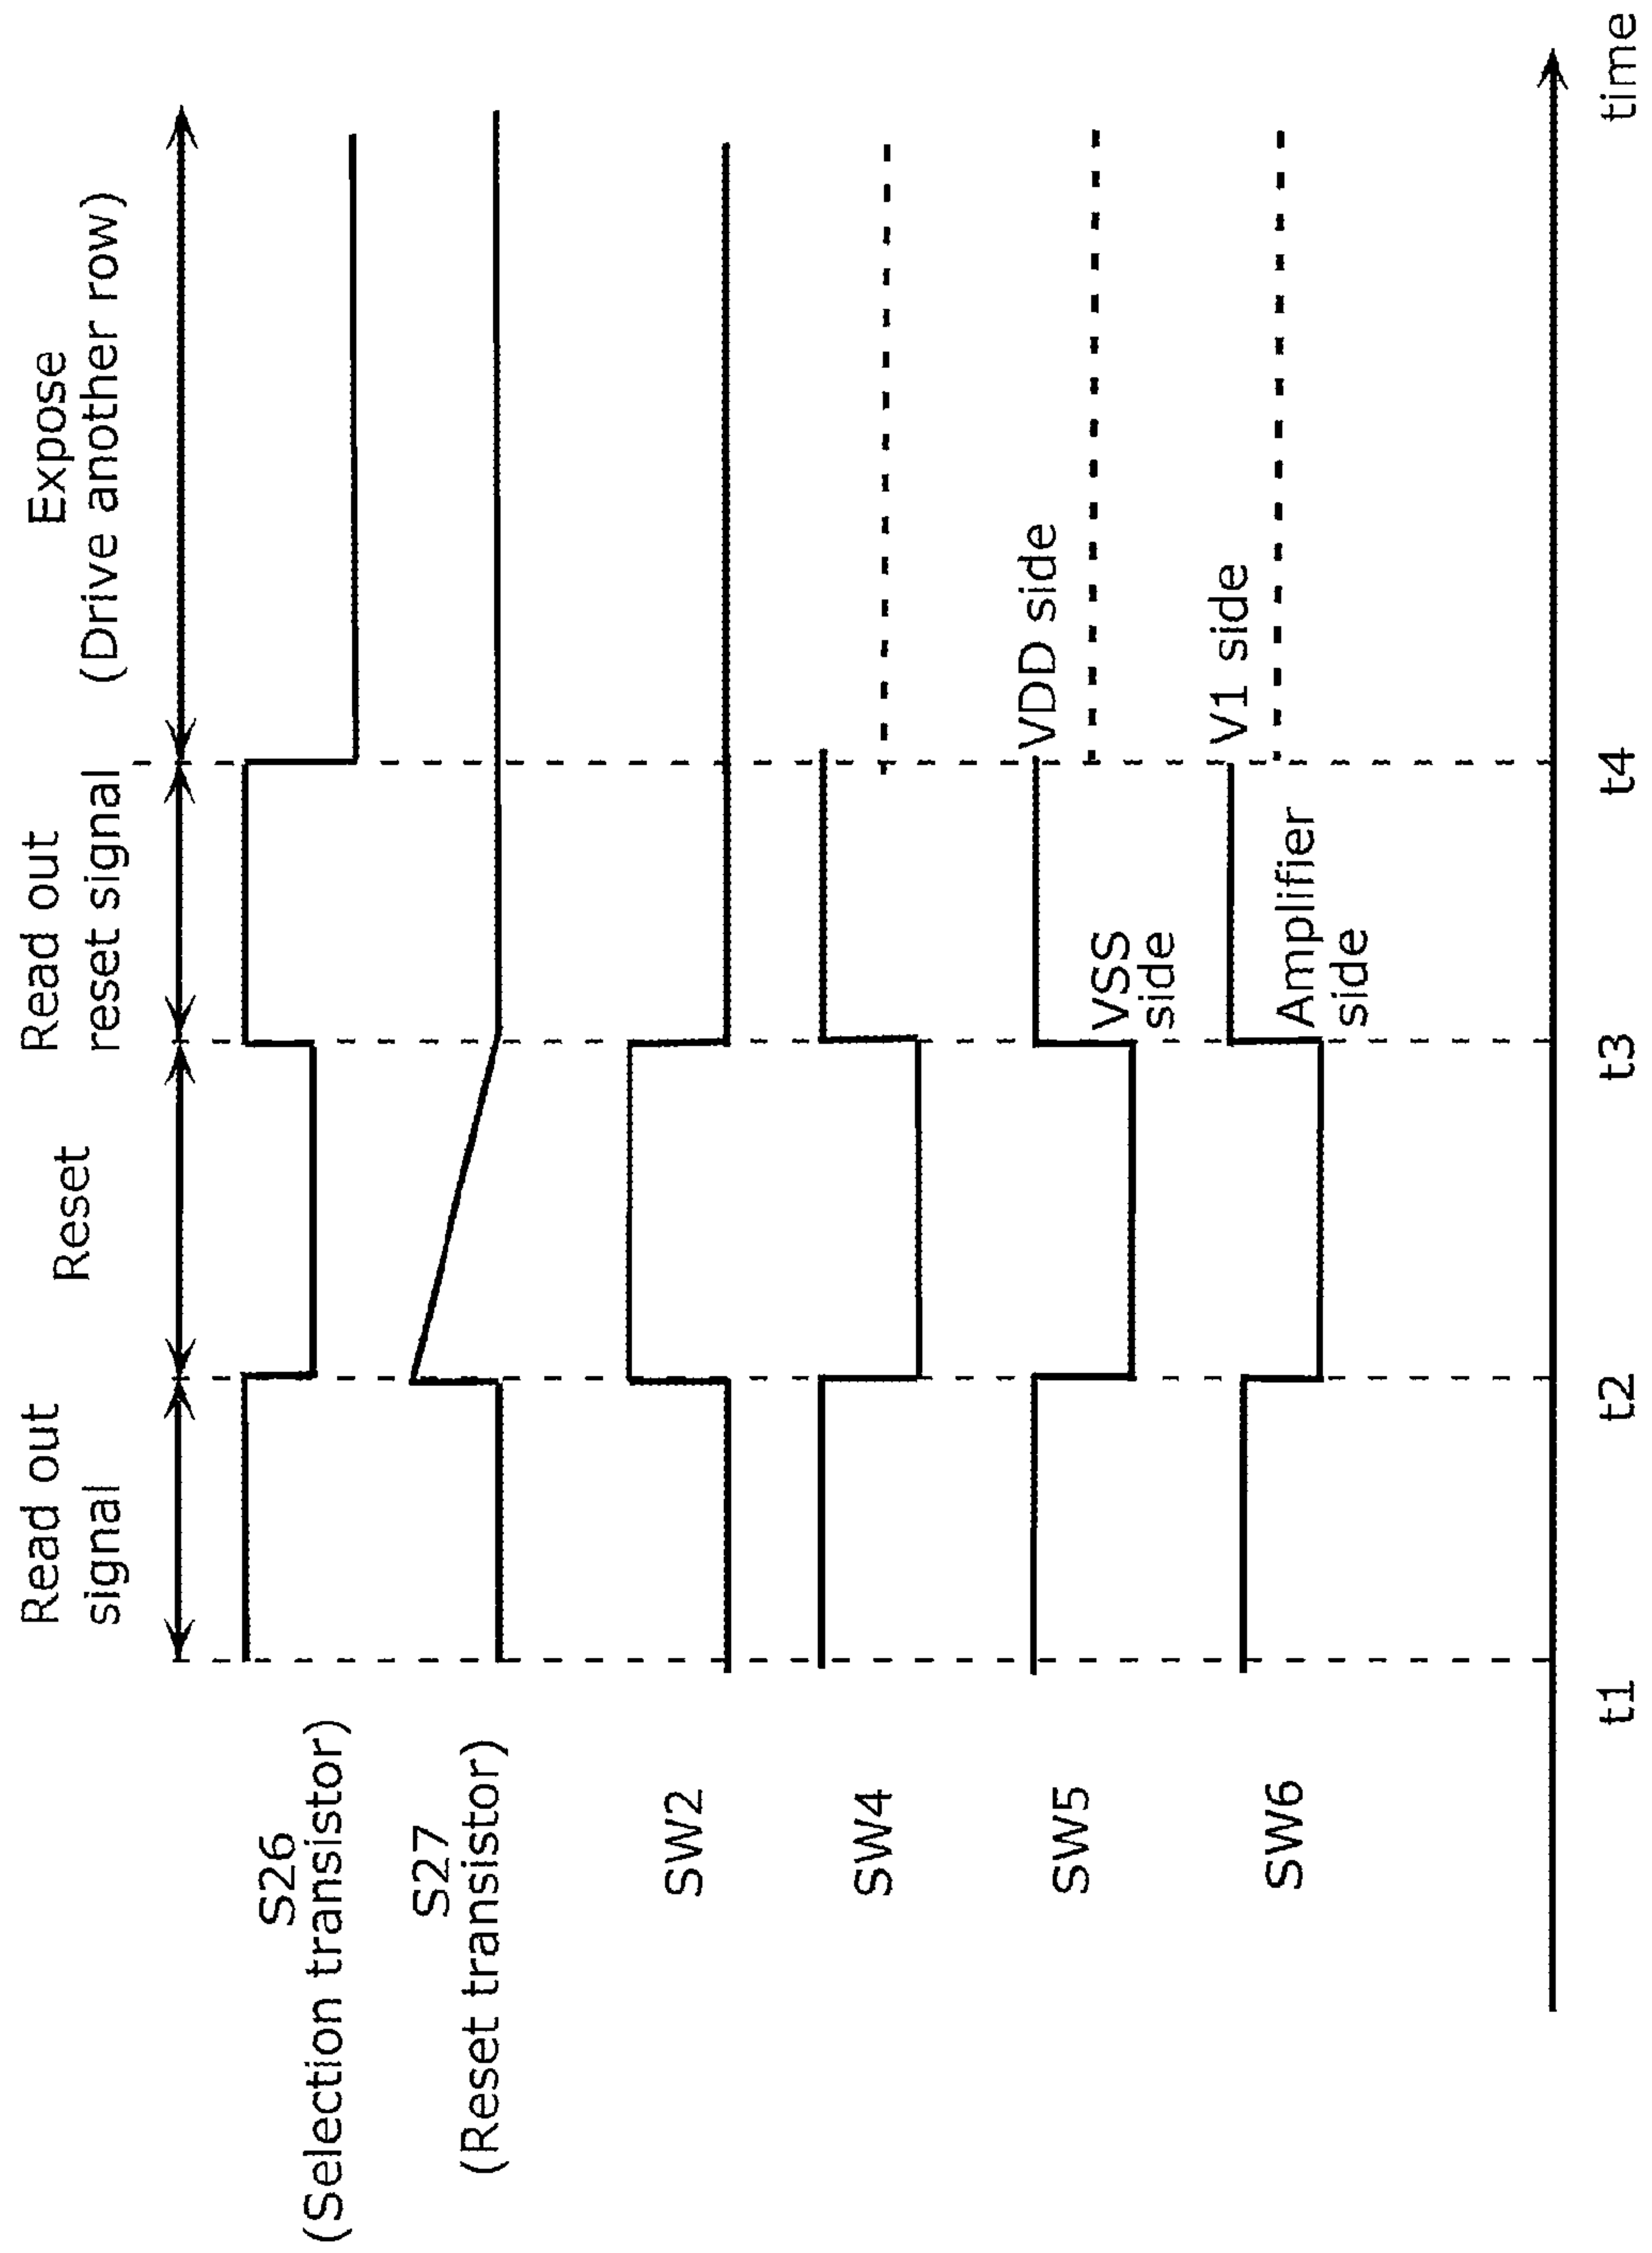 Read out
signal
Reset
Read out
reset signal
Expose
(Drive another row)
S26
(Selection transistor)
S27
(Reset transistor)
SW2
SW4
SW5
VSS
side
VDD side
SW6
Amplifier
side
V1 side
t1
t2
t3
t4
time